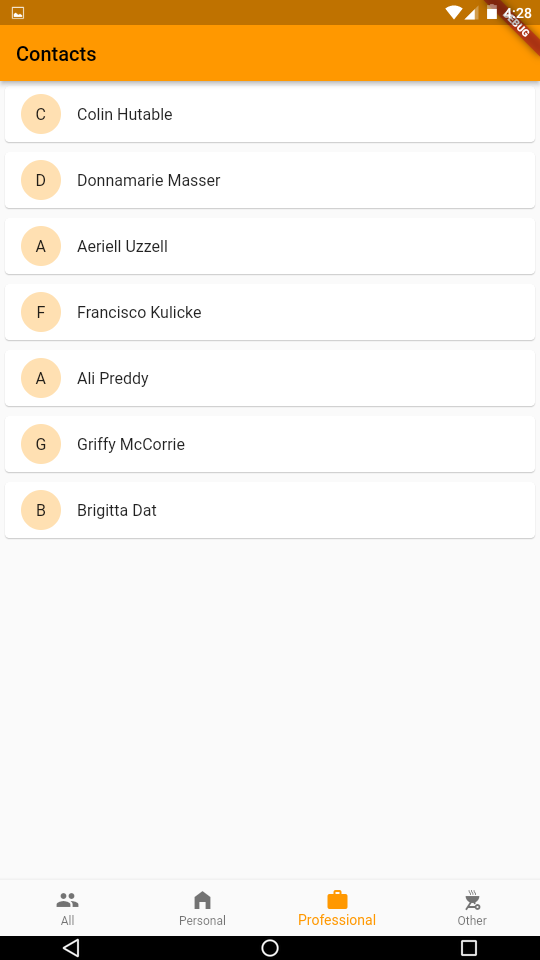 4:28
DEBUG
Contacts
C Colin Hutable
D Donnamarie Masser
A Aeriell Uzzell
F Francisco Kulicke
A Ali Preddy
G Griffy McCorrie
B Brigitta Dat
All Personal Professional Other